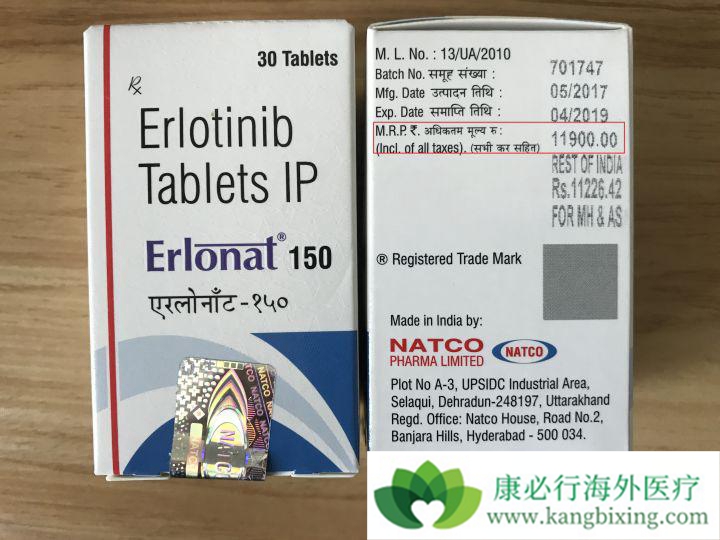 30 Tablets
Rx
Erlotinib
Tablets IP
Erlonat® 150
एरलोनाँट-१५०
NATCO
NATCO
NATCO
M. L. No. : 13/UA/2010
Batch No. समूह संख्या : 701747
Mfg. Date उत्पादन तिथि : 05/2017
Exp. Date समाप्ति तिथि : 04/2019
M.R.P. ₹. अधिकतम मूल्य रु : 11900.00
(Incl. of all taxes). (सभी कर सहित)
REST OF INDIA
Rs.11226.42
FOR MH & AS
® Registered Trade Mark
Made in India by:
NATCO
PHARMA LIMITED
NATCO
Plot No A-3, UPSIDC Industrial Area,
Selaqui, Dehradun-248197, Uttarakhand
Regd. Office: Natco House, Road No.2,
Banjara Hills, Hyderabad - 500 034.
康必行海外医疗
www.kangbixing.com